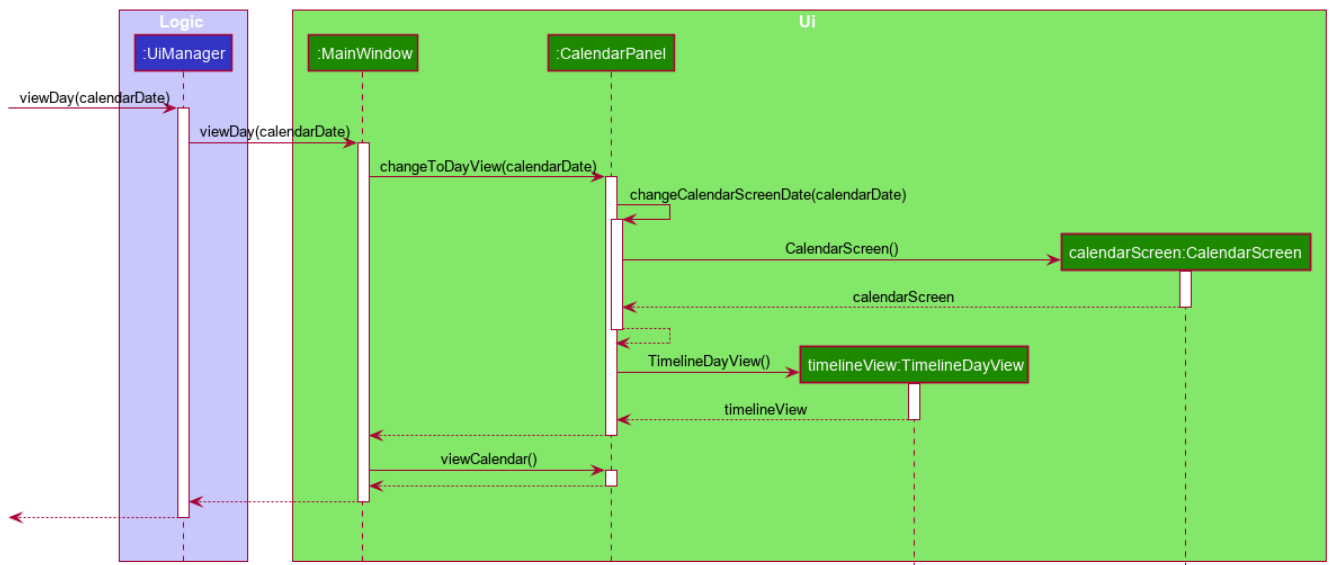 Logic
Ui
:UiManager
:MainWindow
:CalendarPanel
viewDay(calendarDate)
viewDay(calendarDate)
changeToDayView(calendarDate)
changeCalendarScreenDate(calendarDate)
CalendarScreen()
calendarScreen:CalendarScreen
calendarScreen
TimelineDayView()
timelineView:TimelineDayView
timelineView
viewCalendar()